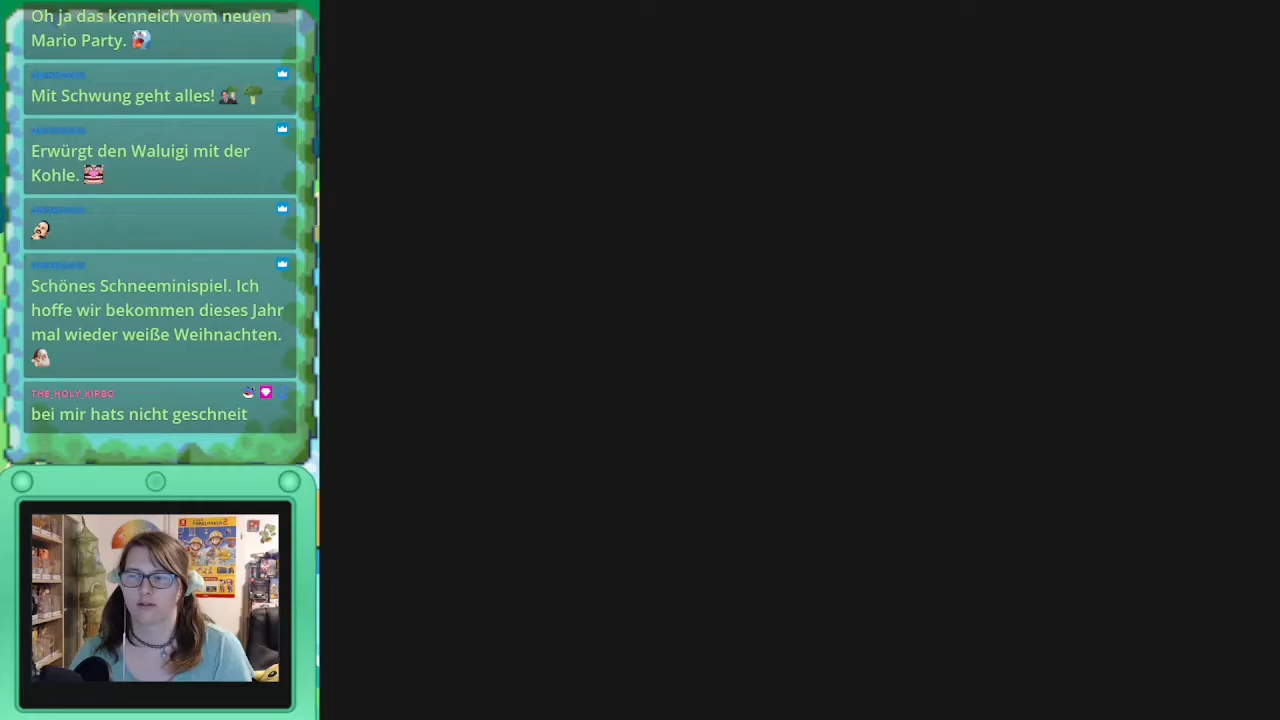 Oh ja das kenneich vom neuen
Mario Party.
Mit Schwung geht alles!
Erwürgt den Waluigi mit der
Kohle.
Schönes Schneeminispiel. Ich
hoffe wir bekommen dieses Jahr
mal wieder weiße Weihnachten.
THE_HOLY_KIRBO
bei mir hats nicht geschneit